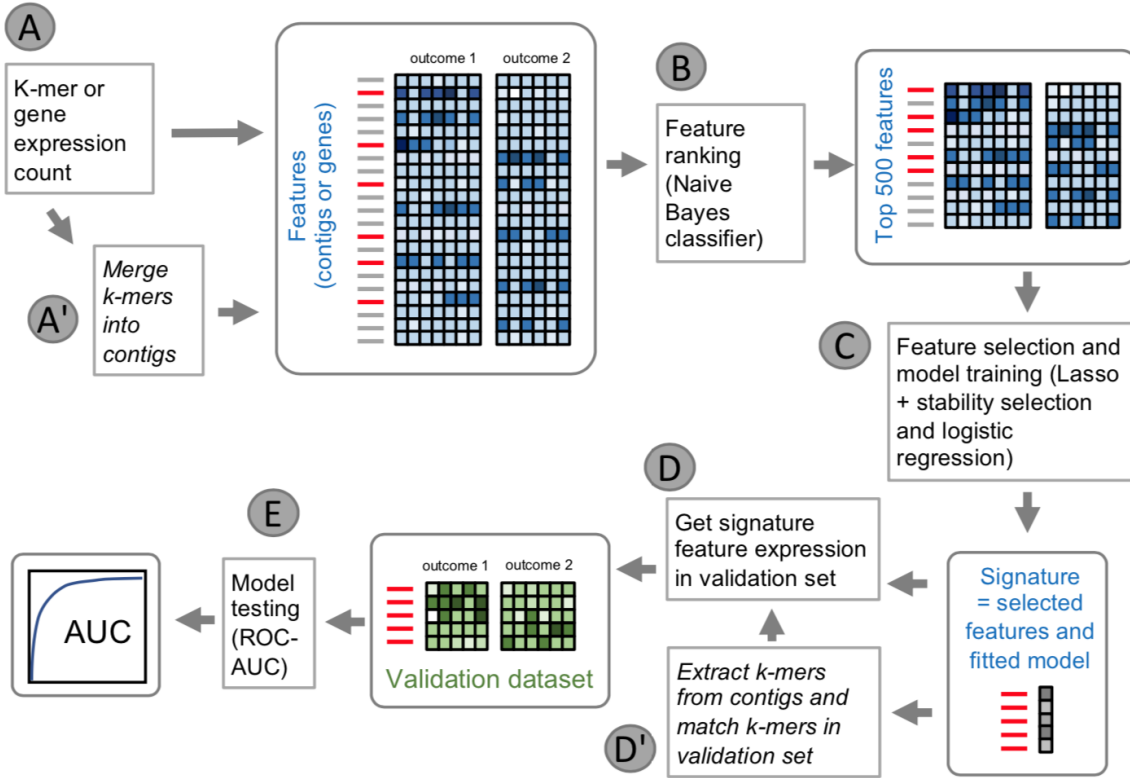 A
K-mer or
gene
expression
count
A'
Merge
k-mers
into
contigs
Features
(contigs or genes)
outcome 1
outcome 2
B
Feature
ranking
(Naive
Bayes
classifier)
Top 500 features
C
Feature selection and
model training (Lasso
+ stability selection
and logistic
regression)
Signature
= selected
features and
fitted model
D
Get signature
feature expression
in validation set
D'
Extract k-mers
from contigs and
match k-mers in
validation set
outcome 1
outcome 2
Validation dataset
E
Model
testing
(ROC-
AUC)
AUC